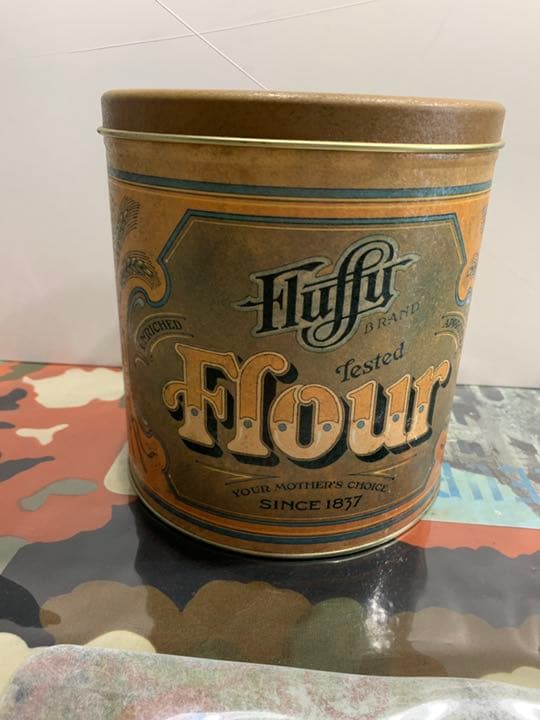 Fluffy
BRAND
ENRICHED
Tested
Flour
YOUR MOTHER'S CHOICE
SINCE 1837